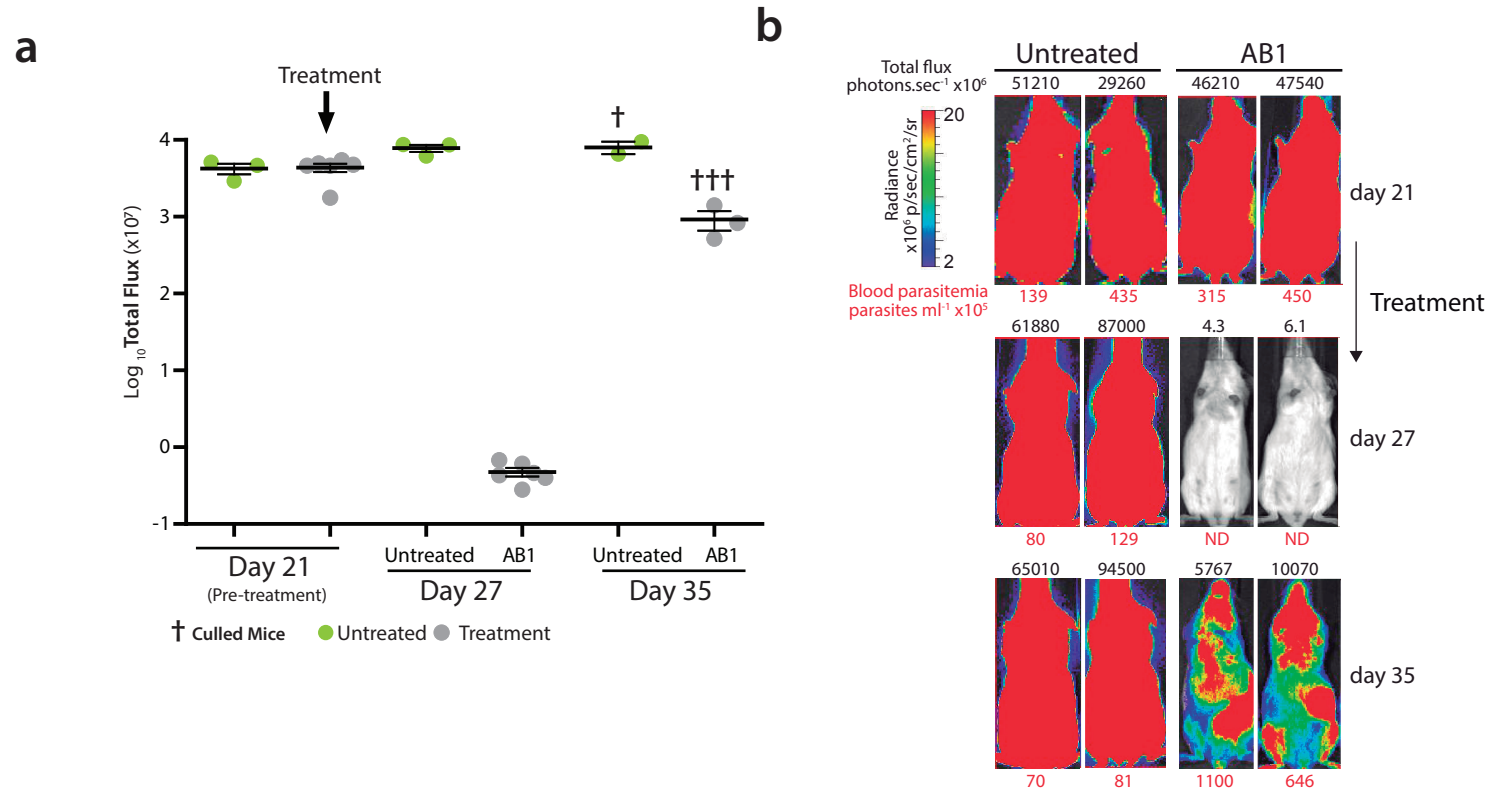 a
Treatment
Log10 Total Flux (x10⁷)
4
3
2
1
0
-1
†
†††
Untreated
AB1
Untreated
AB1
Day 21
(Pre-treatment)
Day 27
Day 35
† Culled Mice
Untreated
Treatment
b
Untreated
AB1
Total flux
photons.sec⁻¹ x10⁶
51210
29260
46210
47540
20
Radiance
x10⁶ p/sec/cm²/sr
2
day 21
Blood parasitemia
parasites ml⁻¹ x10⁵
139
435
315
450
Treatment
61880
87000
4.3
6.1
day 27
80
129
ND
ND
65010
94500
5767
10070
day 35
70
81
1100
646